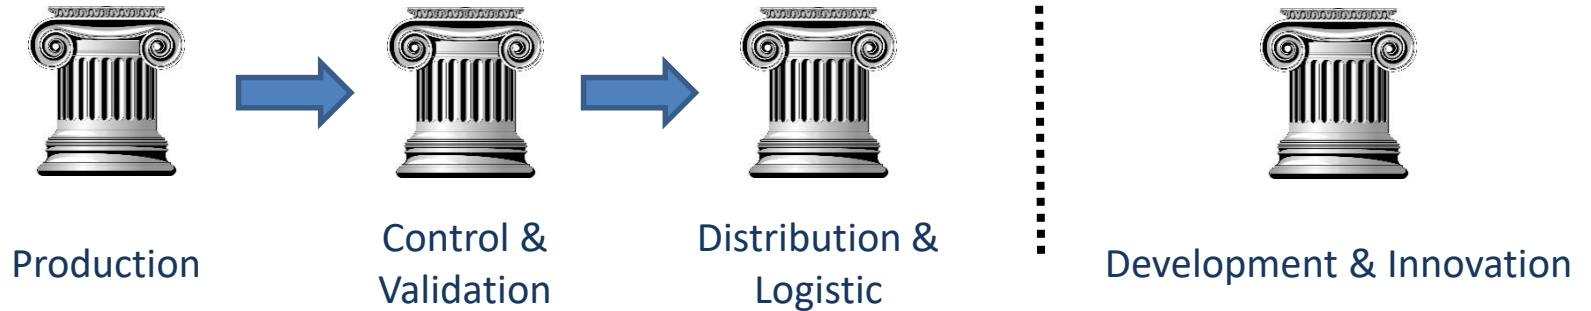 Production
Control &
Validation
Distribution &
Logistic
Development & Innovation